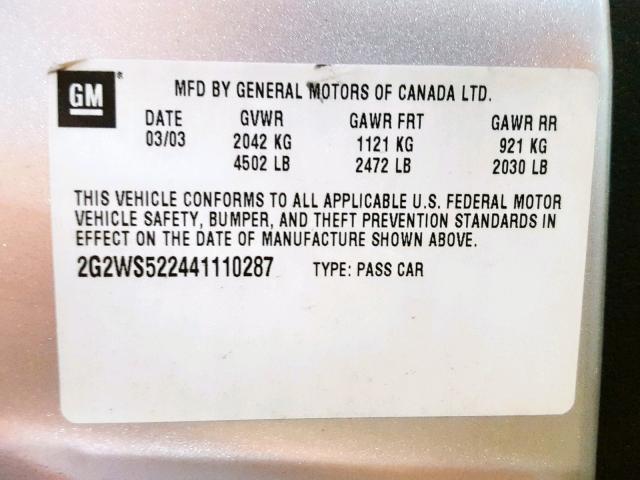 GM
MFD BY GENERAL MOTORS OF CANADA LTD.
DATE GVWR GAWR FRT GAWR RR
03/03 2042 KG 1121 KG 921 KG
4502 LB 2472 LB 2030 LB
THIS VEHICLE CONFORMS TO ALL APPLICABLE U.S. FEDERAL MOTOR
VEHICLE SAFETY, BUMPER, AND THEFT PREVENTION STANDARDS IN
EFFECT ON THE DATE OF MANUFACTURE SHOWN ABOVE.
2G2WS522441110287 TYPE: PASS CAR